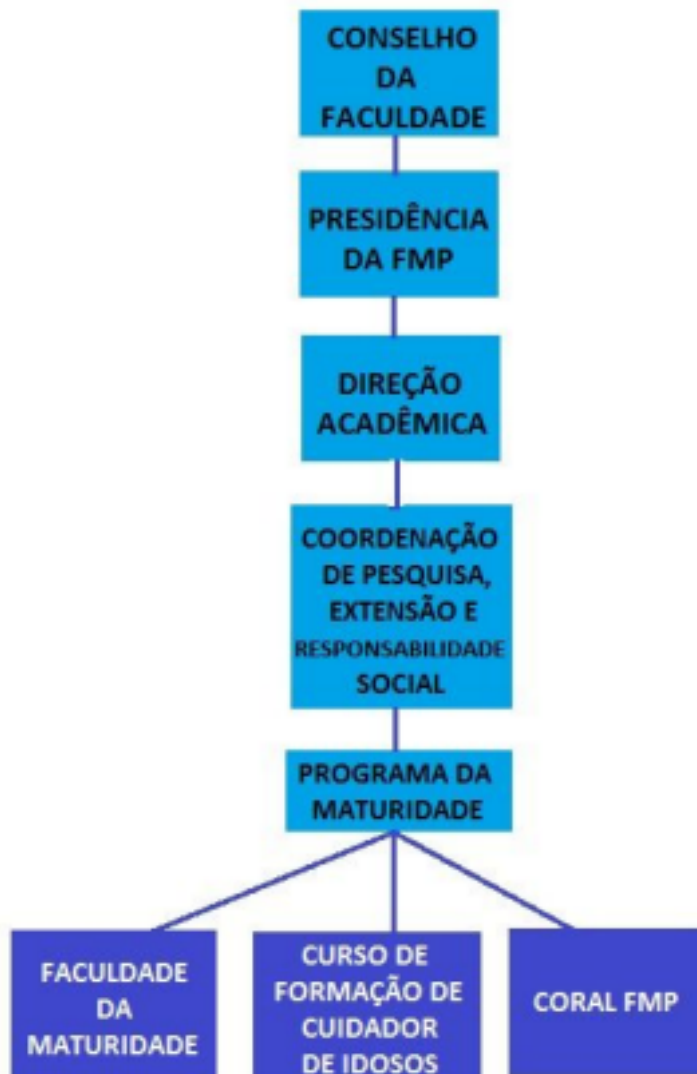 CONSELHO
DA
FACULDADE
PRESIDÊNCIA
DA FMP
DIREÇÃO
ACADÊMICA
COORDENAÇÃO
DE PESQUISA,
EXTENSÃO E
RESPONSABILIDADE
SOCIAL
PROGRAMA DA
MATURIDADE
FACULDADE
DA
MATURIDADE
CURSO DE
FORMAÇÃO DE
CUIDADOR
DE IDOSOS
CORAL FMP